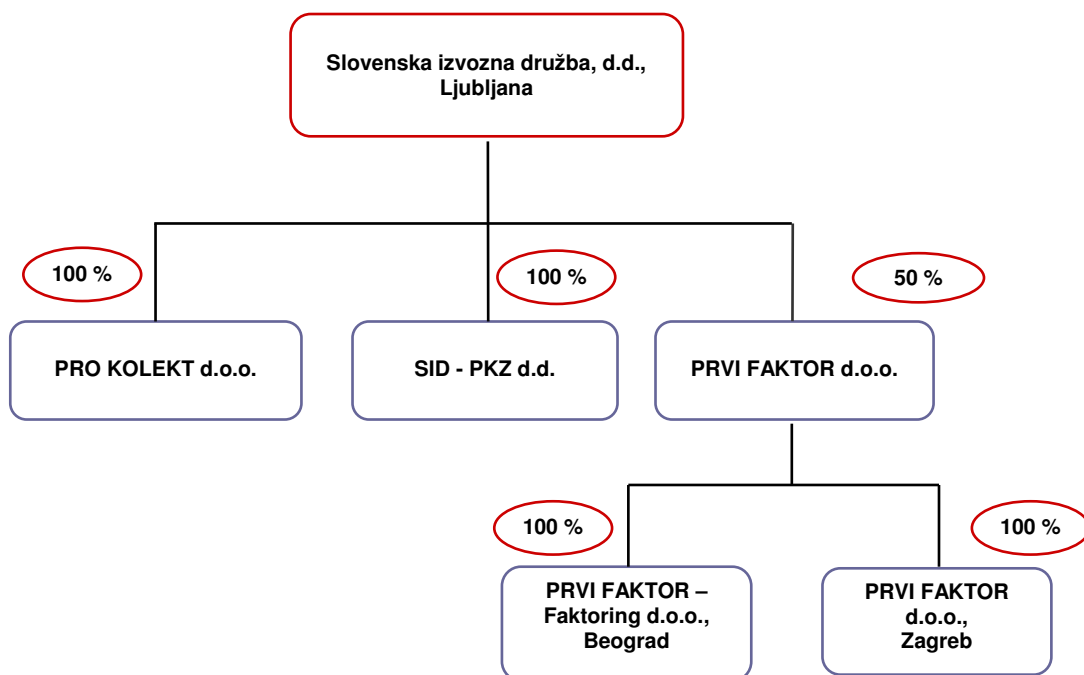 Slovenska izvozna družba, d.d.,
Ljubljana
100 %
100 %
50 %
PRO KOLEKT d.o.o.
SID - PKZ d.d.
PRVI FAKTOR d.o.o.
100 %
100 %
PRVI FAKTOR –
Faktoring d.o.o.,
Beograd
PRVI FAKTOR
d.o.o.,
Zagreb